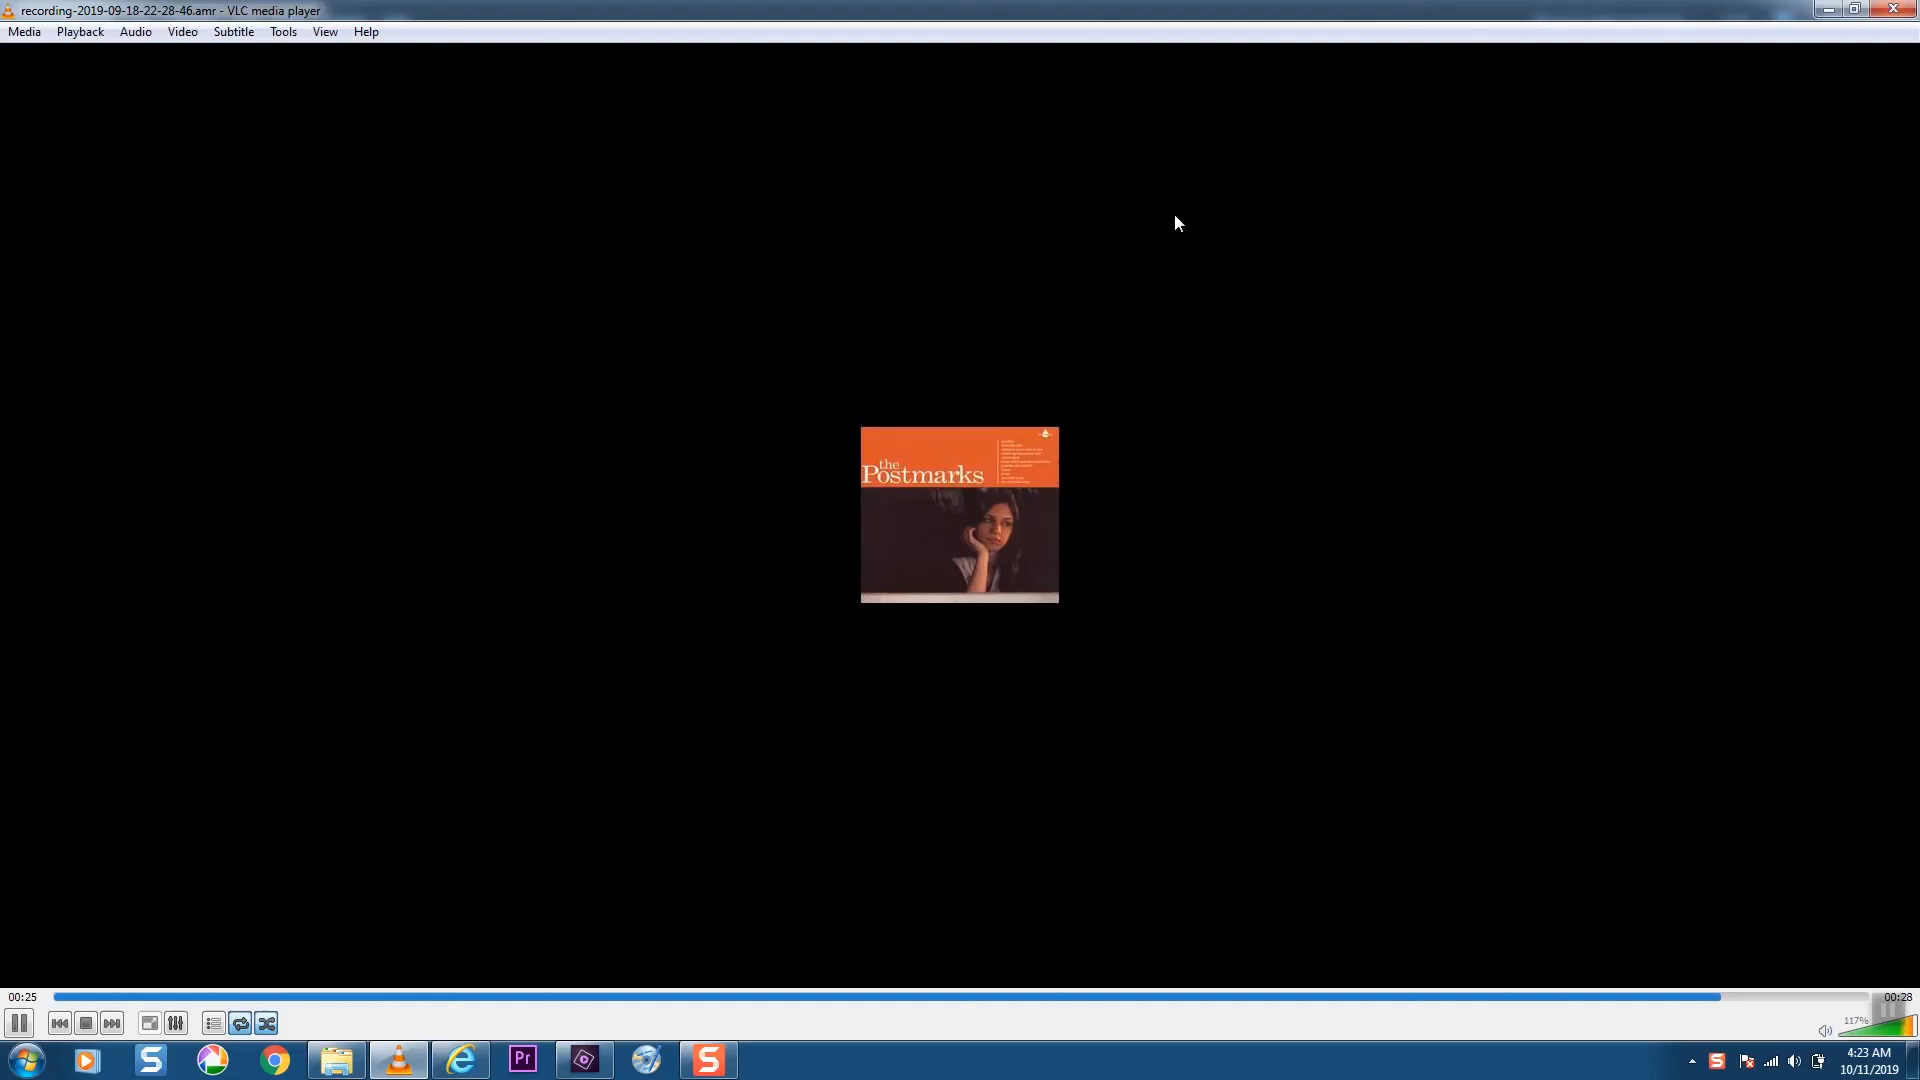 recording-2019-09-18-22-28-46.amr - VLC media player
Media Playback Audio Video Subtitle Tools View Help
the
Postmarks
00:25
00:28
117%
Pr
4:23 AM
10/11/2019